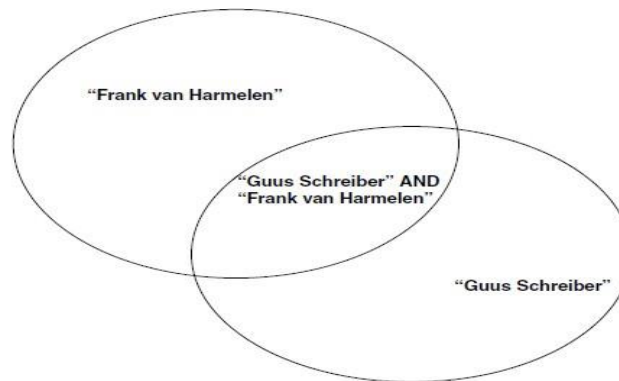 “Frank van Harmelen”
“Guus Schreiber” AND
“Frank van Harmelen”
“Guus Schreiber”